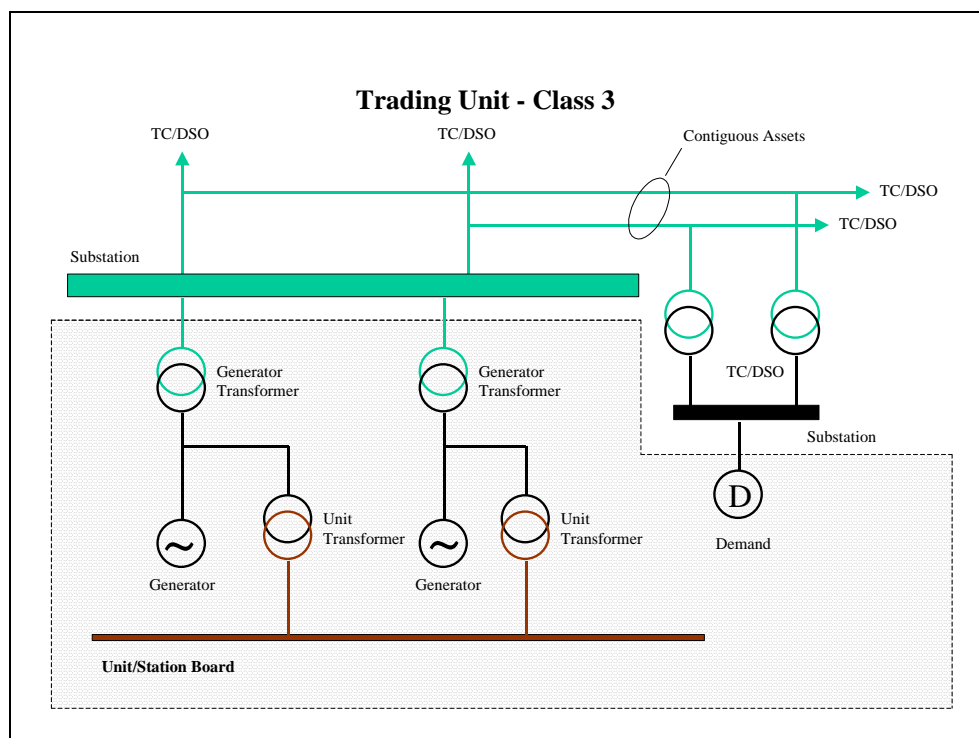 Trading Unit - Class 3
TC/DSO
TC/DSO
Contiguous Assets
TC/DSO
TC/DSO
Substation
Generator
Transformer
Generator
Transformer
TC/DSO
Substation
D
Unit
Transformer
Unit
Transformer
Demand
~
~
Generator
Generator
Unit/Station Board